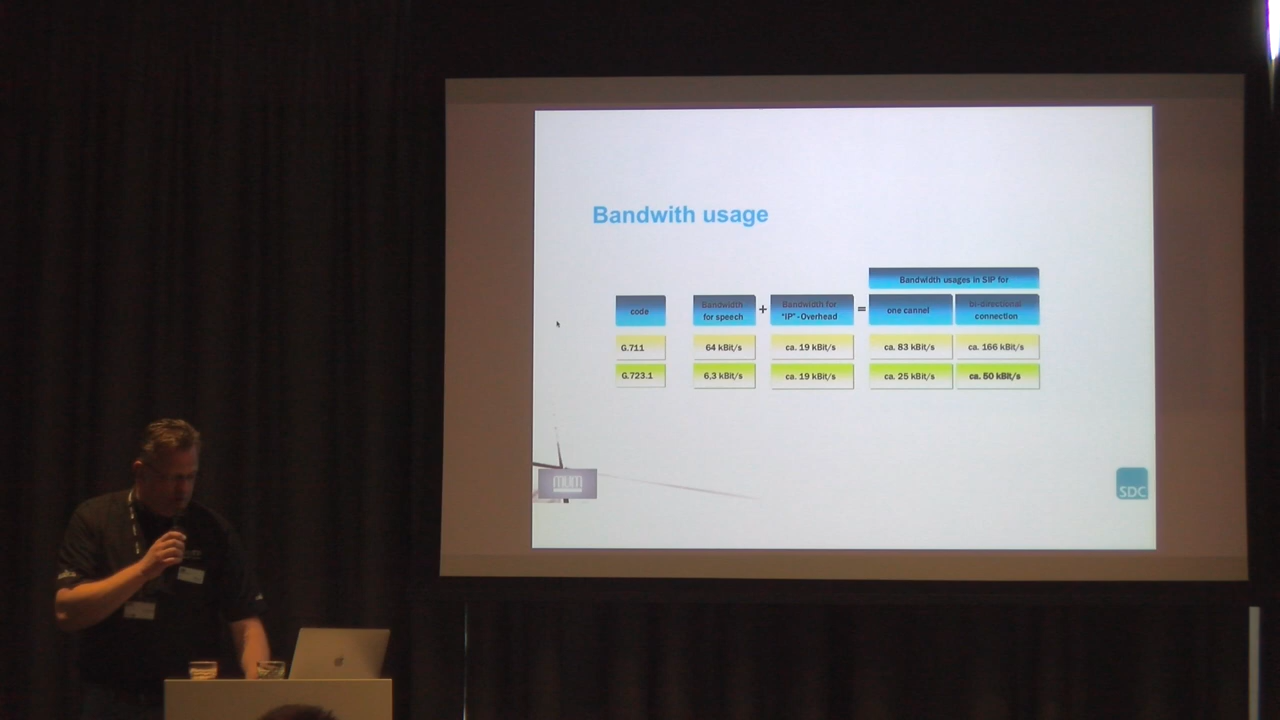 Bandwith usage
Bandwidth usages in SIP for
code
Bandwidth
for speech
+
Bandwidth for
"IP"-Overhead
=
one cannel
bi-directional
connection
G.711
64 kBit/s
ca. 19 kBit/s
ca. 83 kBit/s
ca. 166 kBit/s
G.723.1
6,3 kBit/s
ca. 19 kBit/s
ca. 25 kBit/s
ca. 50 kBit/s
mum
SDC